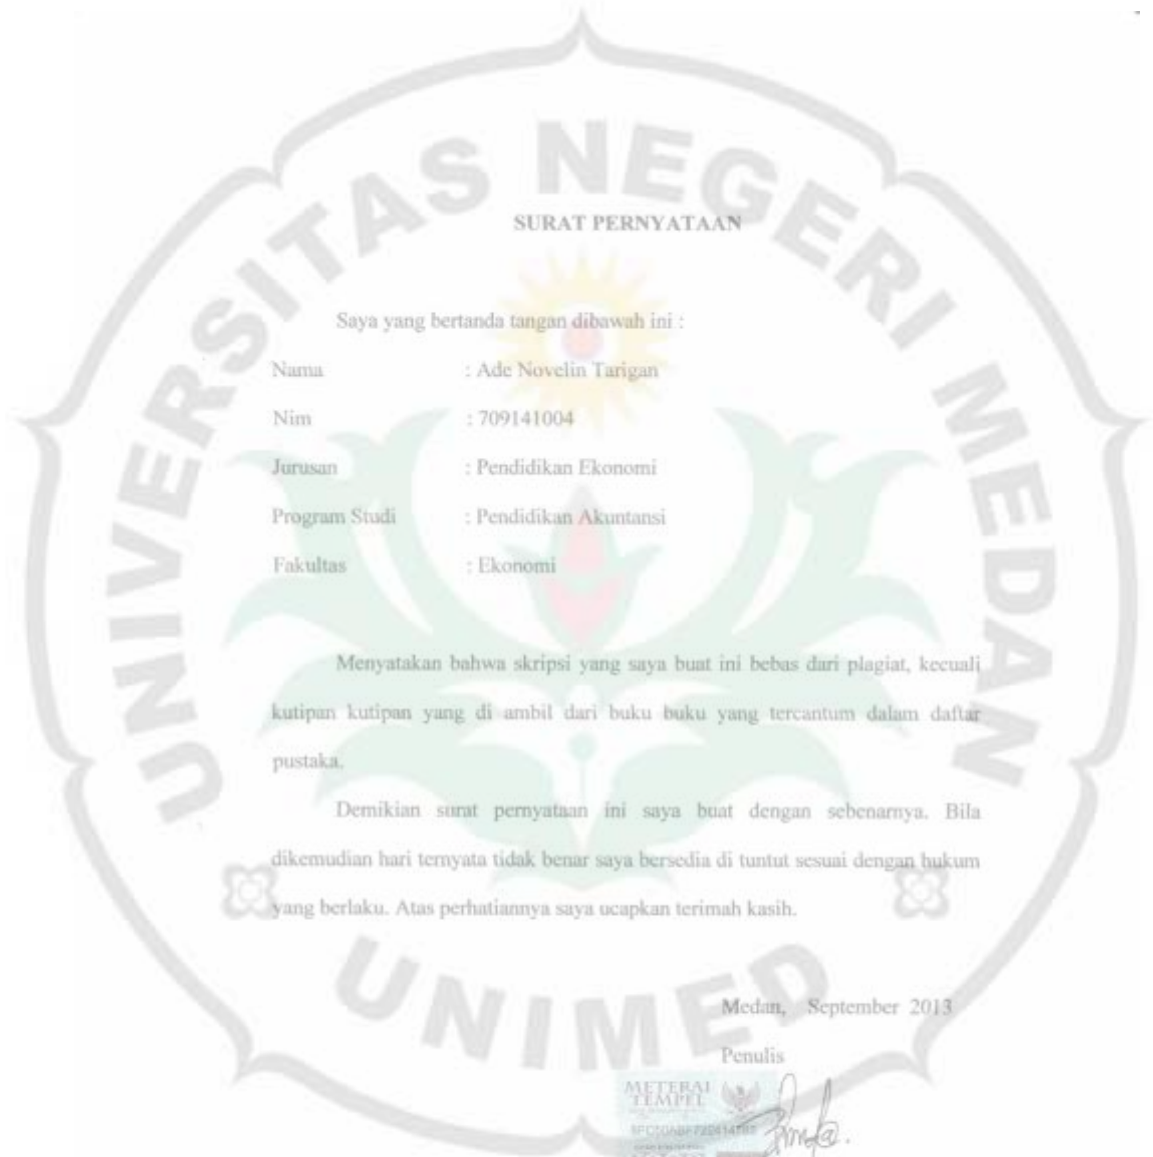 UNIVERSITAS NEGERI MEDAN
SURAT PERNYATAAN
Saya yang bertanda tangan dibawah ini :
Nama : Ade Novelin Tarigan
Nim : 709141004
Jurusan : Pendidikan Ekonomi
Program Studi : Pendidikan Akuntansi
Fakultas : Ekonomi
Menyatakan bahwa skripsi yang saya buat ini bebas dari plagiat, kecuali
kutipan kutipan yang di ambil dari buku buku yang tercantum dalam daftar
pustaka.
Demikian surat pernyataan ini saya buat dengan sebenarnya. Bila
dikemudian hari ternyata tidak benar saya bersedia di tuntut sesuai dengan hukum
yang berlaku. Atas perhatiannya saya ucapkan terimah kasih.
UNIMED
Medan, September 2013
Penulis
METERAI
TEMPEL